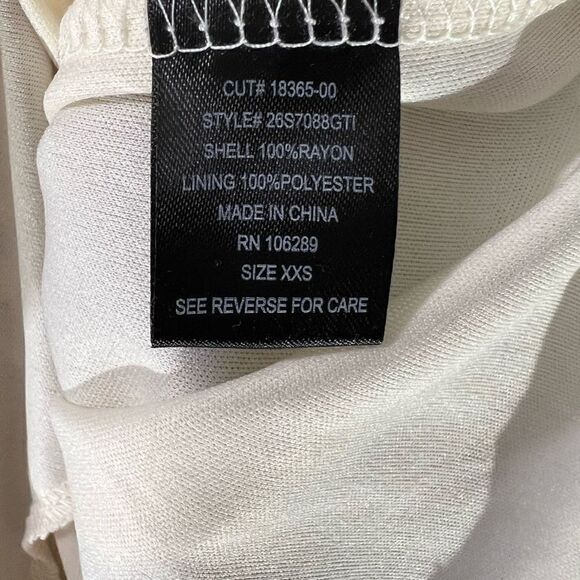 CUT# 18365-00
STYLE# 26S7088GTI
SHELL 100%RAYON
LINING 100%POLYESTER
MADE IN CHINA
RN 106289
SIZE XXS
SEE REVERSE FOR CARE